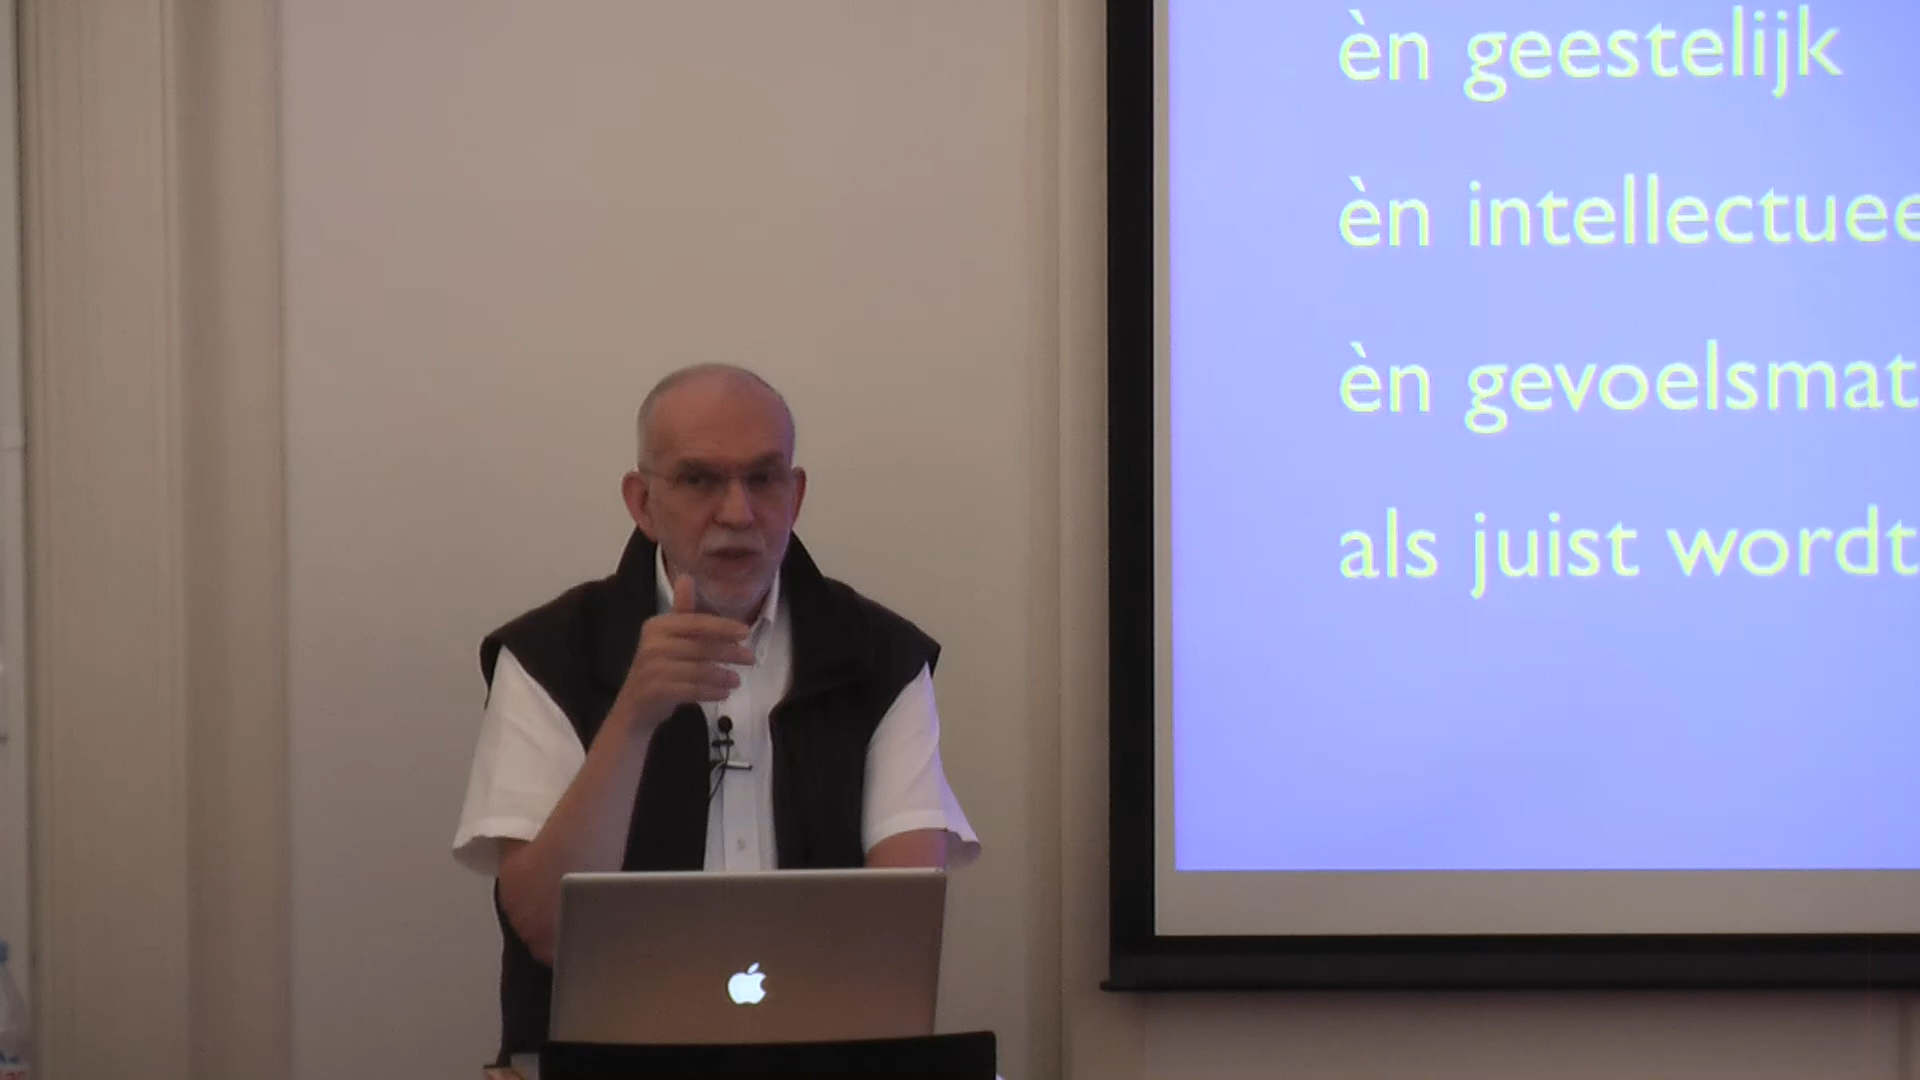 èn geestelijk
èn intellectuee
èn gevoelsmat
als juist wordt